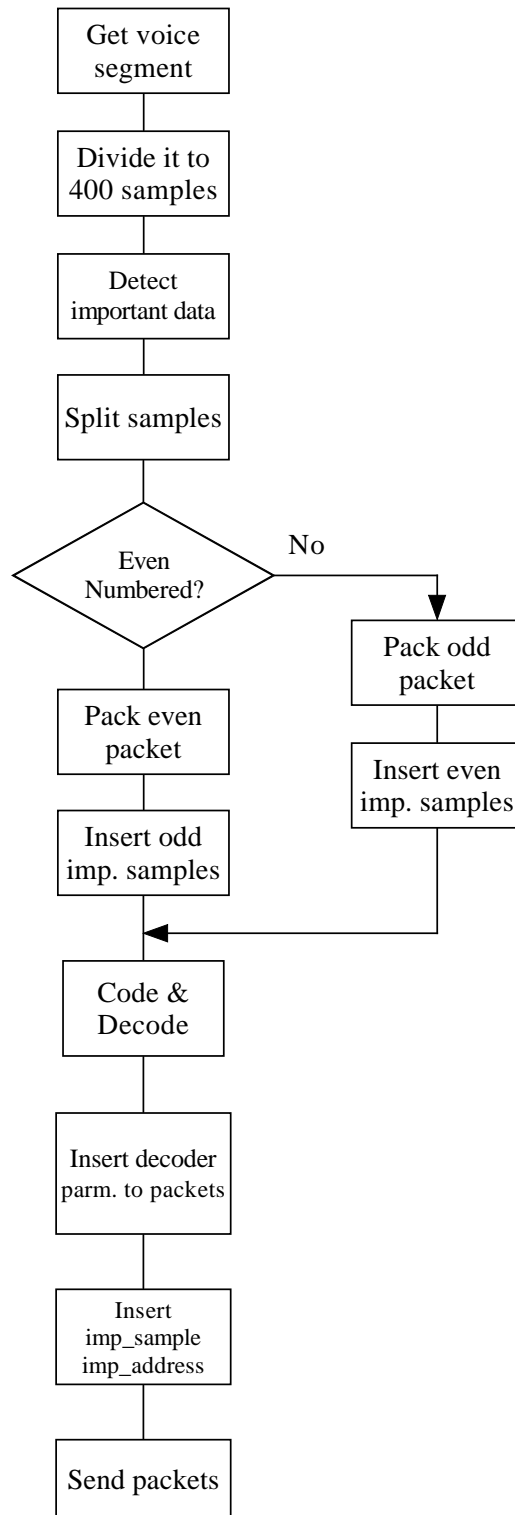 Get voice
segment
Divide it to
400 samples
Detect
important data
Split samples
Even
Numbered?
No
Pack odd
packet
Pack even
packet
Insert even
imp. samples
Insert odd
imp. samples
Code &
Decode
Insert decoder
parm. to packets
Insert
imp_sample
imp_address
Send packets